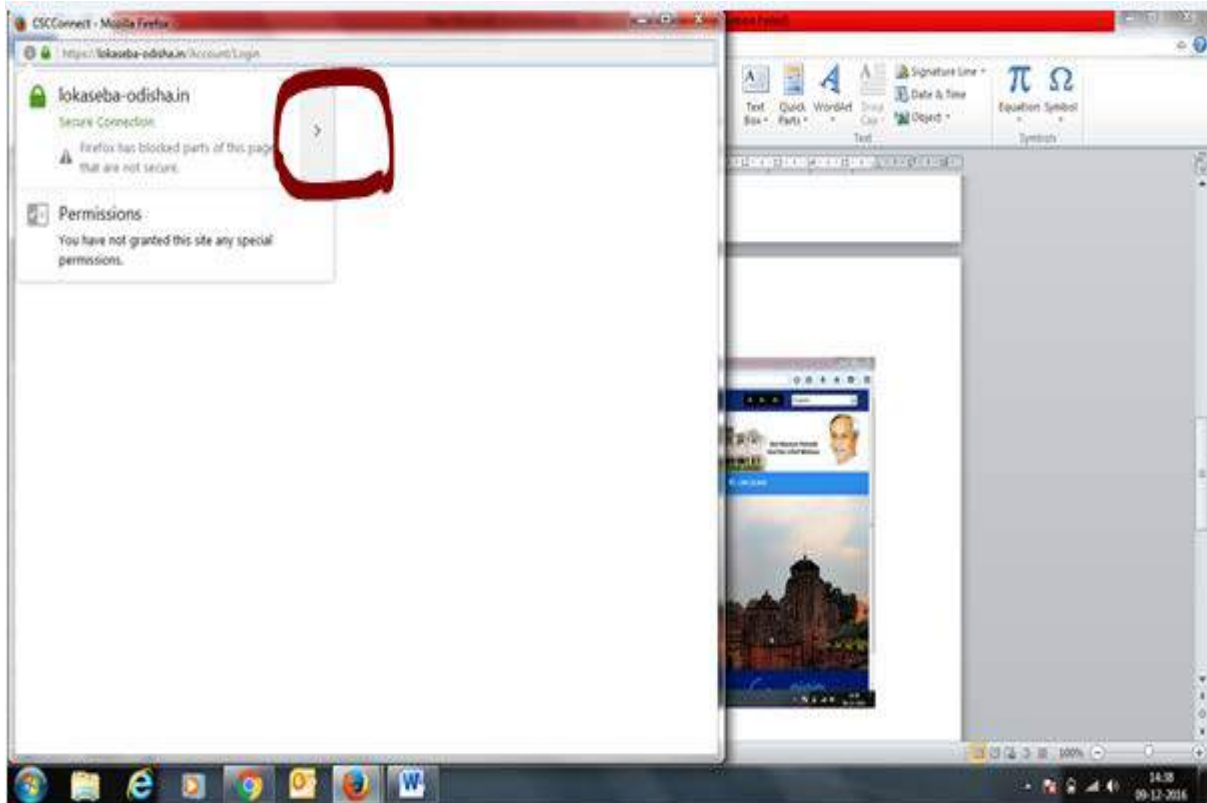 CSCConnect - Mozilla Firefox
https://lokaseba-odisha.in/Account/Login
lokaseba-odisha.in
Secure Connection
Firefox has blocked parts of this page
that are not secure.
Permissions
You have not granted this site any special
permissions.
Text
Box
Quick
Parts
WordArt
Drop
Cap
Signature Line
Date & Time
Object
Text
Equation
Symbol
Symbols
100%
14:38
09-12-2016